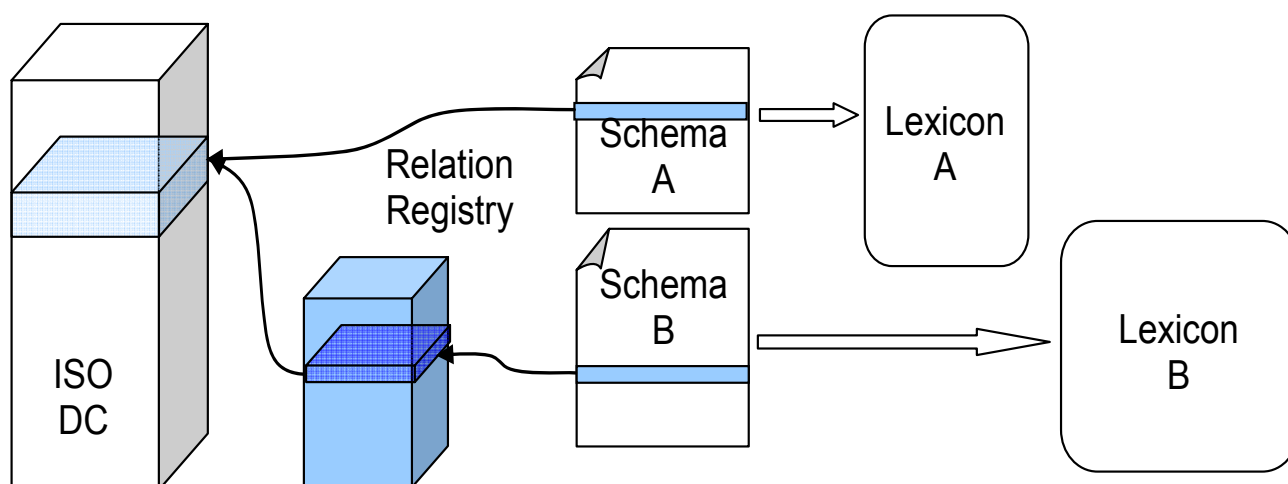 ISO
DC
Relation
Registry
Schema
A
Lexicon
A
Schema
B
Lexicon
B